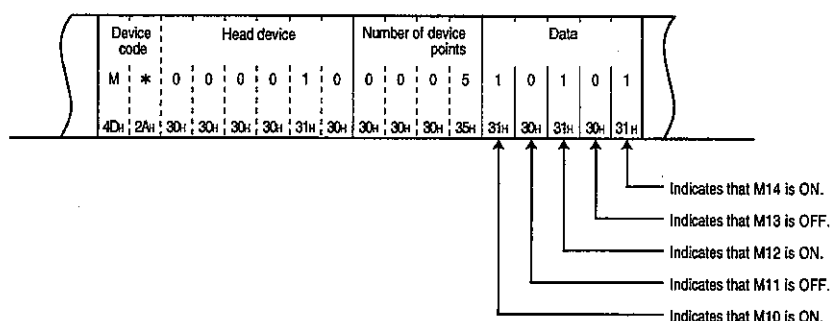 Device code Head device Number of device points Data
M * 0 0 0 0 1 0 0 0 0 5 1 0 1 0 1
4DH 2AH 30H 30H 30H 30H 31H 30H 30H 30H 30H 35H 31H 30H 31H 30H 31H
Indicates that M14 is ON.
Indicates that M13 is OFF.
Indicates that M12 is ON.
Indicates that M11 is OFF.
Indicates that M10 is ON.